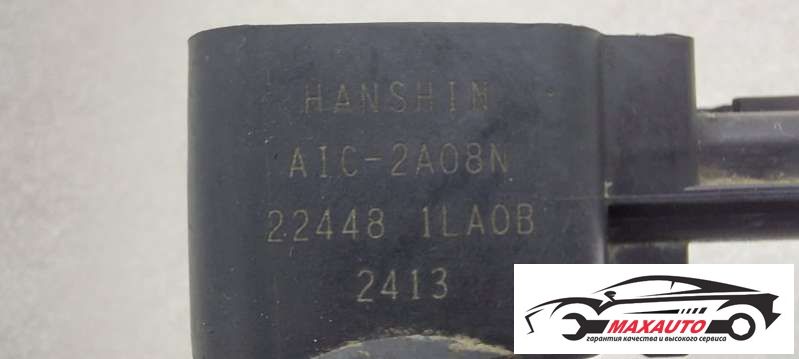 HANSHIN
AIC-2A08N
22448 1LA0B
2413
MAXAUTO
гарантия качества и высокого сервиса